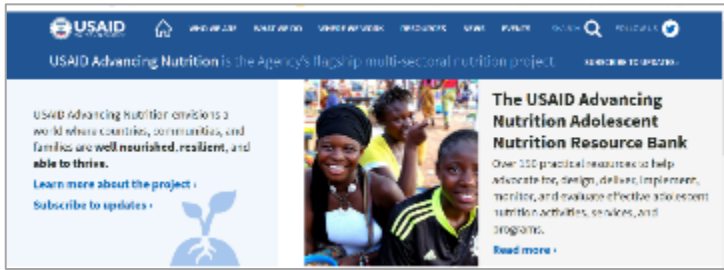 USAID
WHO WE ARE WHAT WE DO WHERE WE WORK RESOURCES NEWS EVENTS SEARCH FOLLOW US
USAID Advancing Nutrition is the Agency's flagship multi-sectoral nutrition project. SUBSCRIBE TO UPDATES ›
USAID Advancing Nutrition envisions a
world where countries, communities, and
families are well nourished, resilient, and
able to thrive.
Learn more about the project ›
Subscribe to updates ›
The USAID Advancing
Nutrition Adolescent
Nutrition Resource Bank
Over 150 practical resources to help
advocate for, design, deliver, implement,
monitor, and evaluate effective adolescent
nutrition activities, services, and
programs.
Read more ›